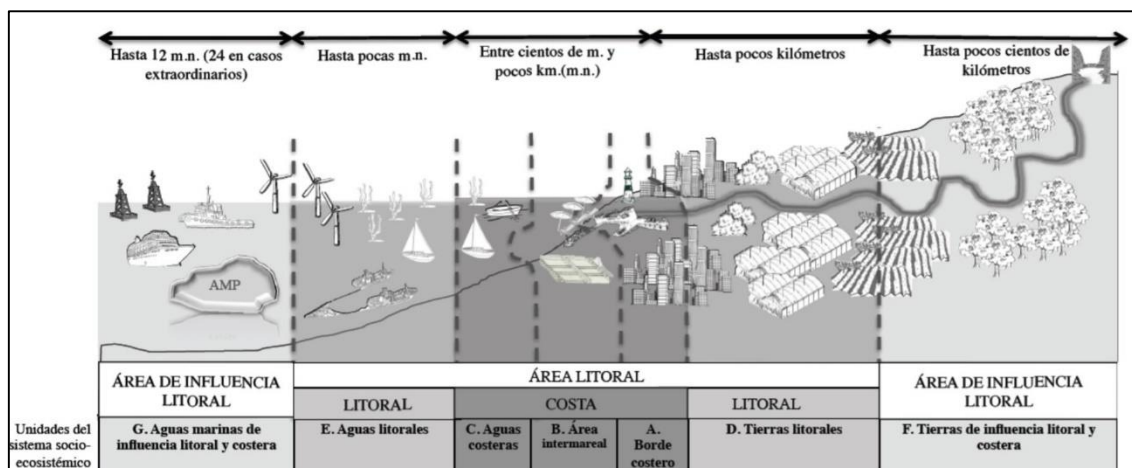 Hasta 12 m.n. (24 en casos
extraordinarios)
Hasta pocas m.n.
Entre cientos de m. y
pocos km.(m.n.)
Hasta pocos kilómetros
Hasta pocos cientos de
kilómetros
AMP
ÁREA DE INFLUENCIA
LITORAL
ÁREA LITORAL
ÁREA DE INFLUENCIA
LITORAL
LITORAL
COSTA
LITORAL
Unidades del
sistema socio-
ecosistémico
G. Aguas marinas de
influencia litoral y costera
E. Aguas litorales
C. Aguas
costeras
B. Área
intermareal
A.
Borde
costero
D. Tierras litorales
F. Tierras de influencia litoral y
costera